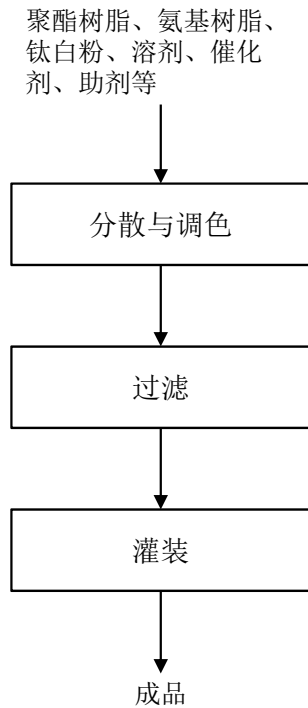 聚酯树脂、氨基树脂、
钛白粉、溶剂、催化
剂、助剂等
分散与调色
过滤
灌装
成品